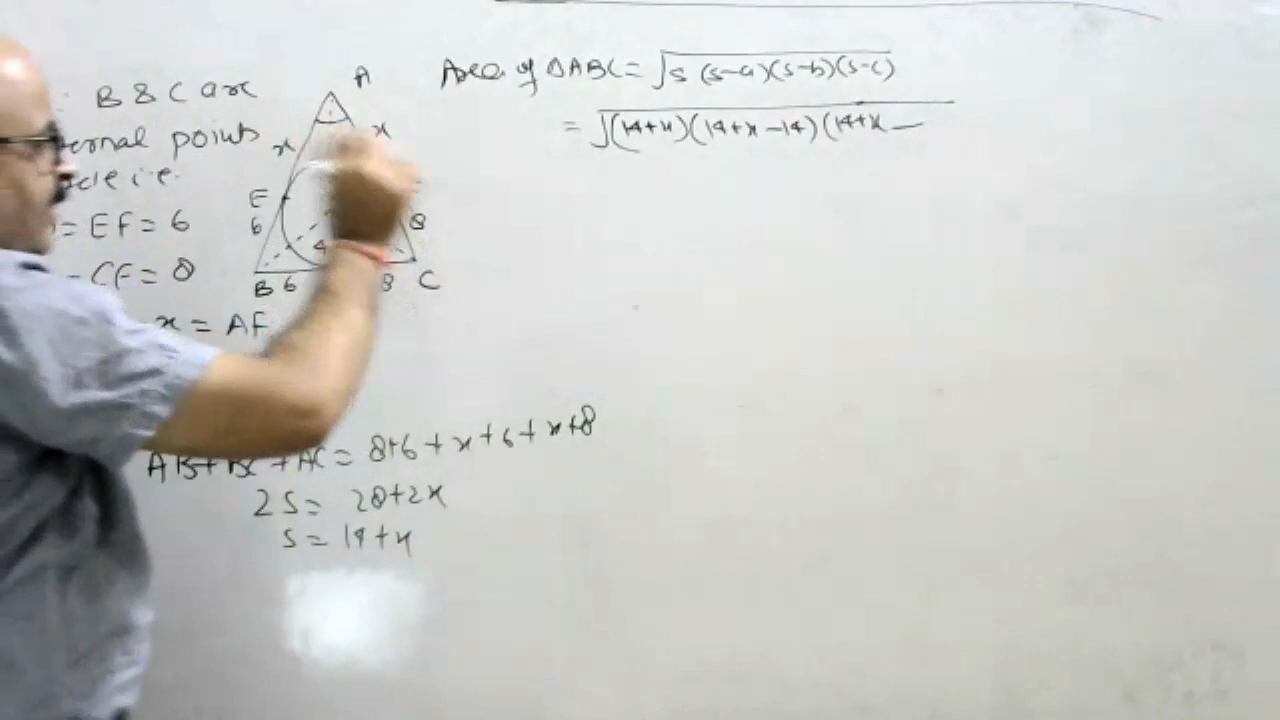 B & C are
ernal points
= EF = 6
CF = 8
x = AF
A
x
x
E
6
8
4
B 6
8 C
AB + BC + AC = 8+6+x+6+x+8
2S = 28+2x
S = 14+x
Area of ΔABC = √s (s-a)(s-b)(s-c)
= √(14+x)(14+x-14)(14+x-